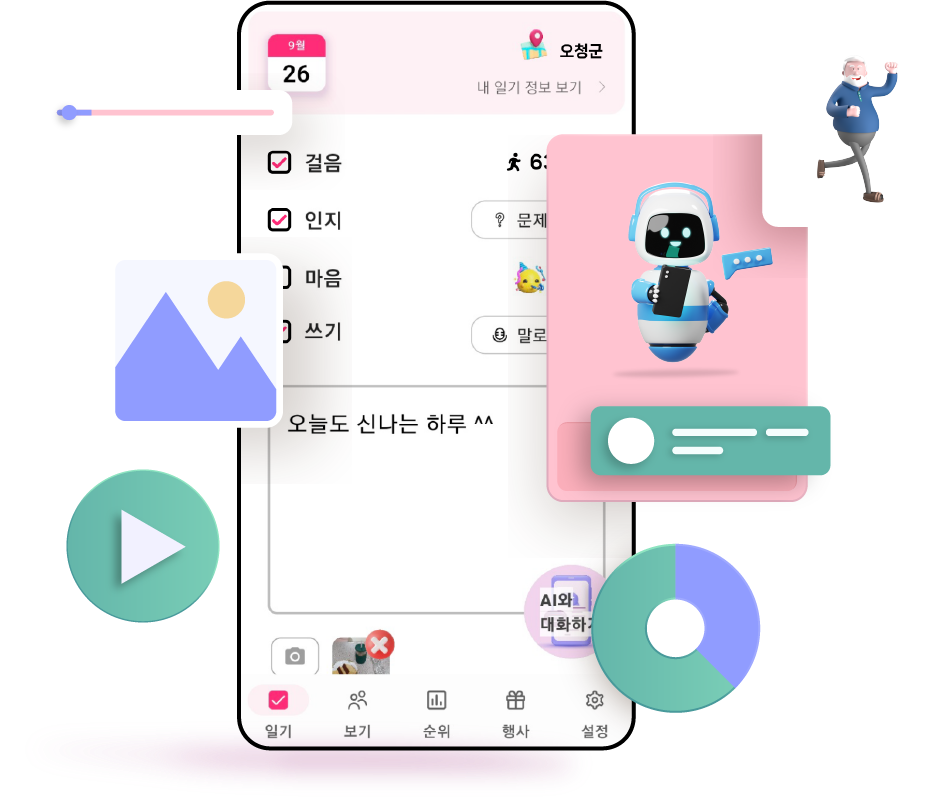 9월
26
오청군
내 일기 정보 보기
걸음
인지
문제
마음
쓰기
말로
오늘도 신나는 하루 ^^
AI와
대화하기
일기
보기
순위
행사
설정